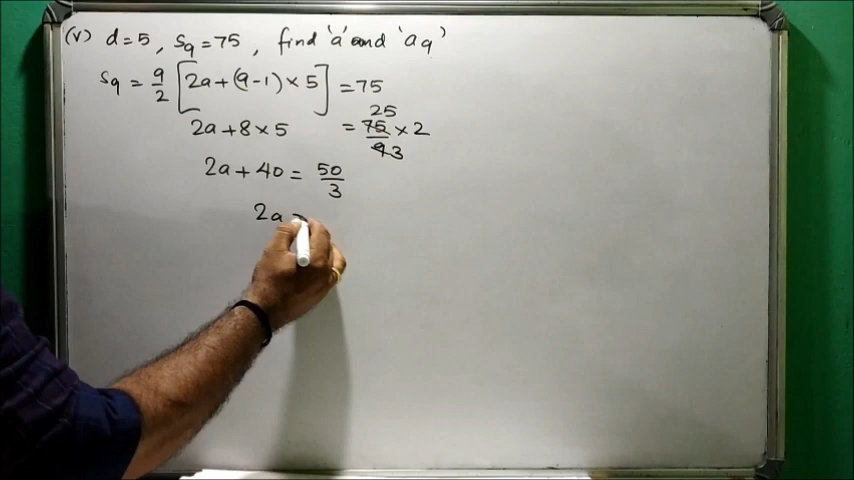 (v) d=5, S9=75, find 'a' and 'a9'
S9 = 9/2 [2a+(9-1)×5] = 75
2a+8×5 = 75/9 × 2 25 3
2a+40 = 50/3
2a =